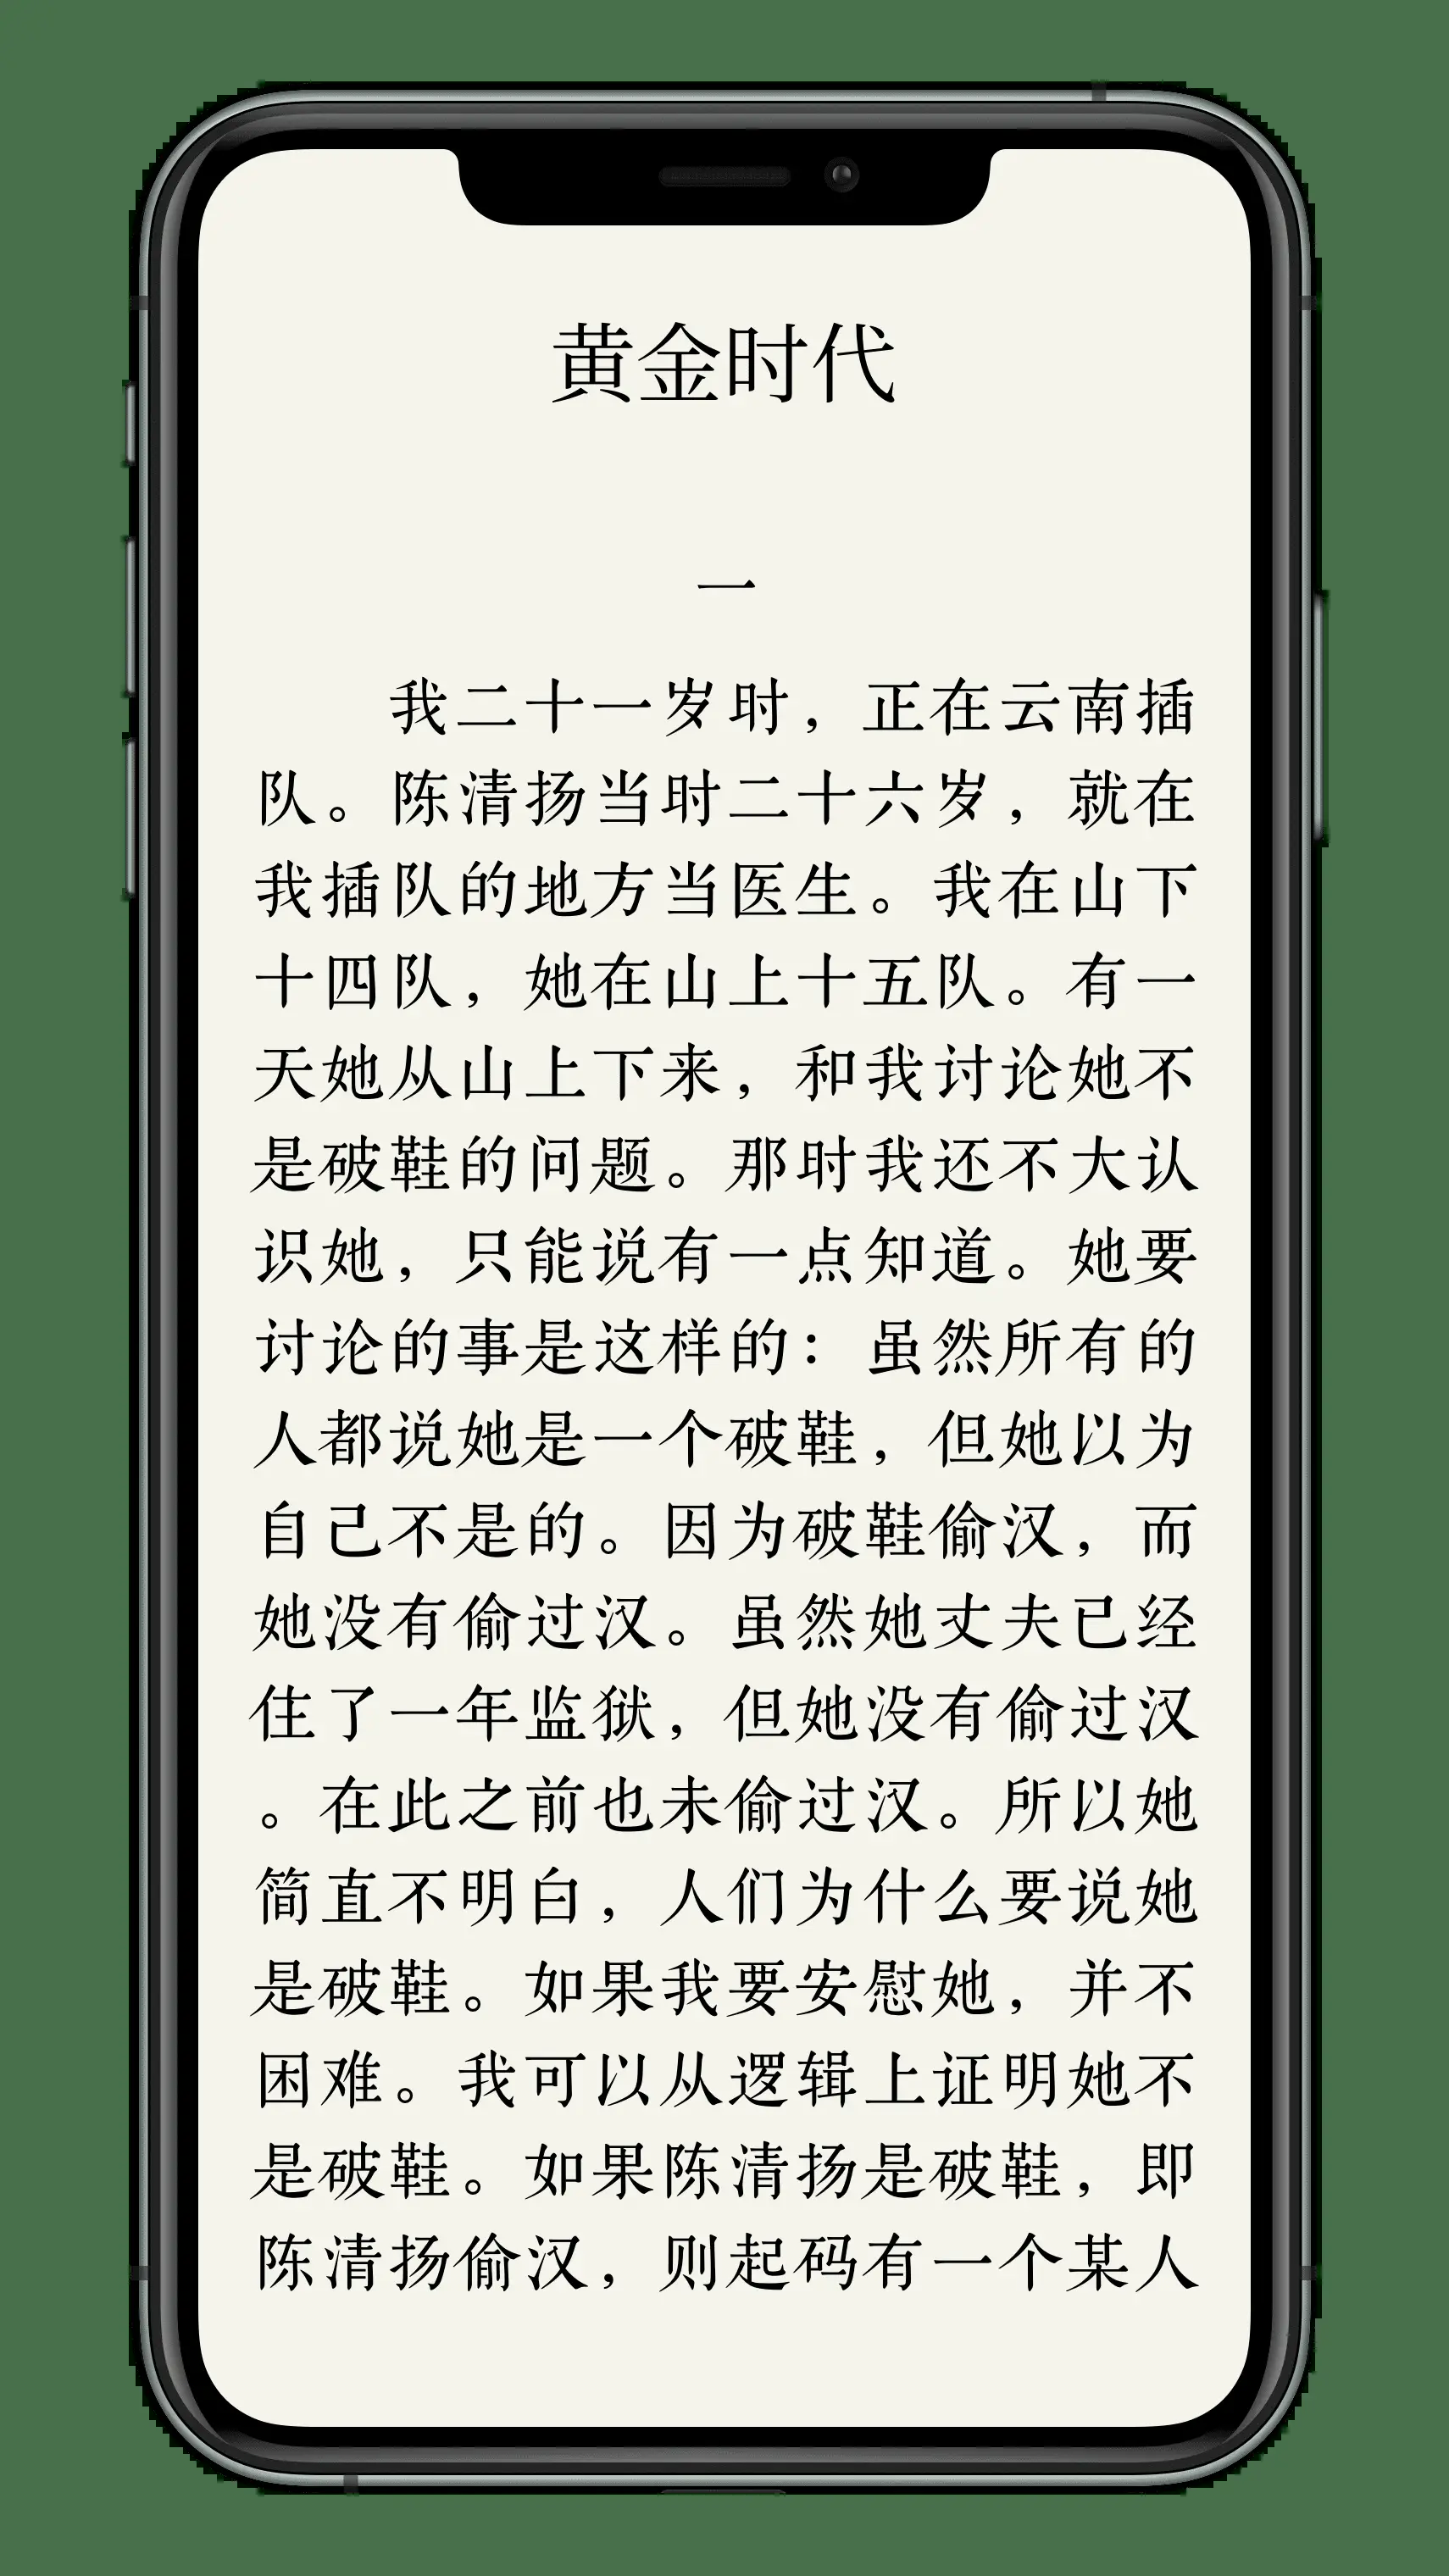 黄金时代
一
我二十一岁时，正在云南插
队。陈清扬当时二十六岁，就在
我插队的地方当医生。我在山下
十四队，她在山上十五队。有一
天她从山上下来，和我讨论她不
是破鞋的问题。那时我还不大认
识她，只能说有一点知道。她要
讨论的事是这样的：虽然所有的
人都说她是一个破鞋，但她以为
自己不是的。因为破鞋偷汉，而
她没有偷过汉。虽然她丈夫已经
住了一年监狱，但她没有偷过汉
。在此之前也未偷过汉。所以她
简直不明白，人们为什么要说她
是破鞋。如果我要安慰她，并不
困难。我可以从逻辑上证明她不
是破鞋。如果陈清扬是破鞋，即
陈清扬偷汉，则起码有一个某人